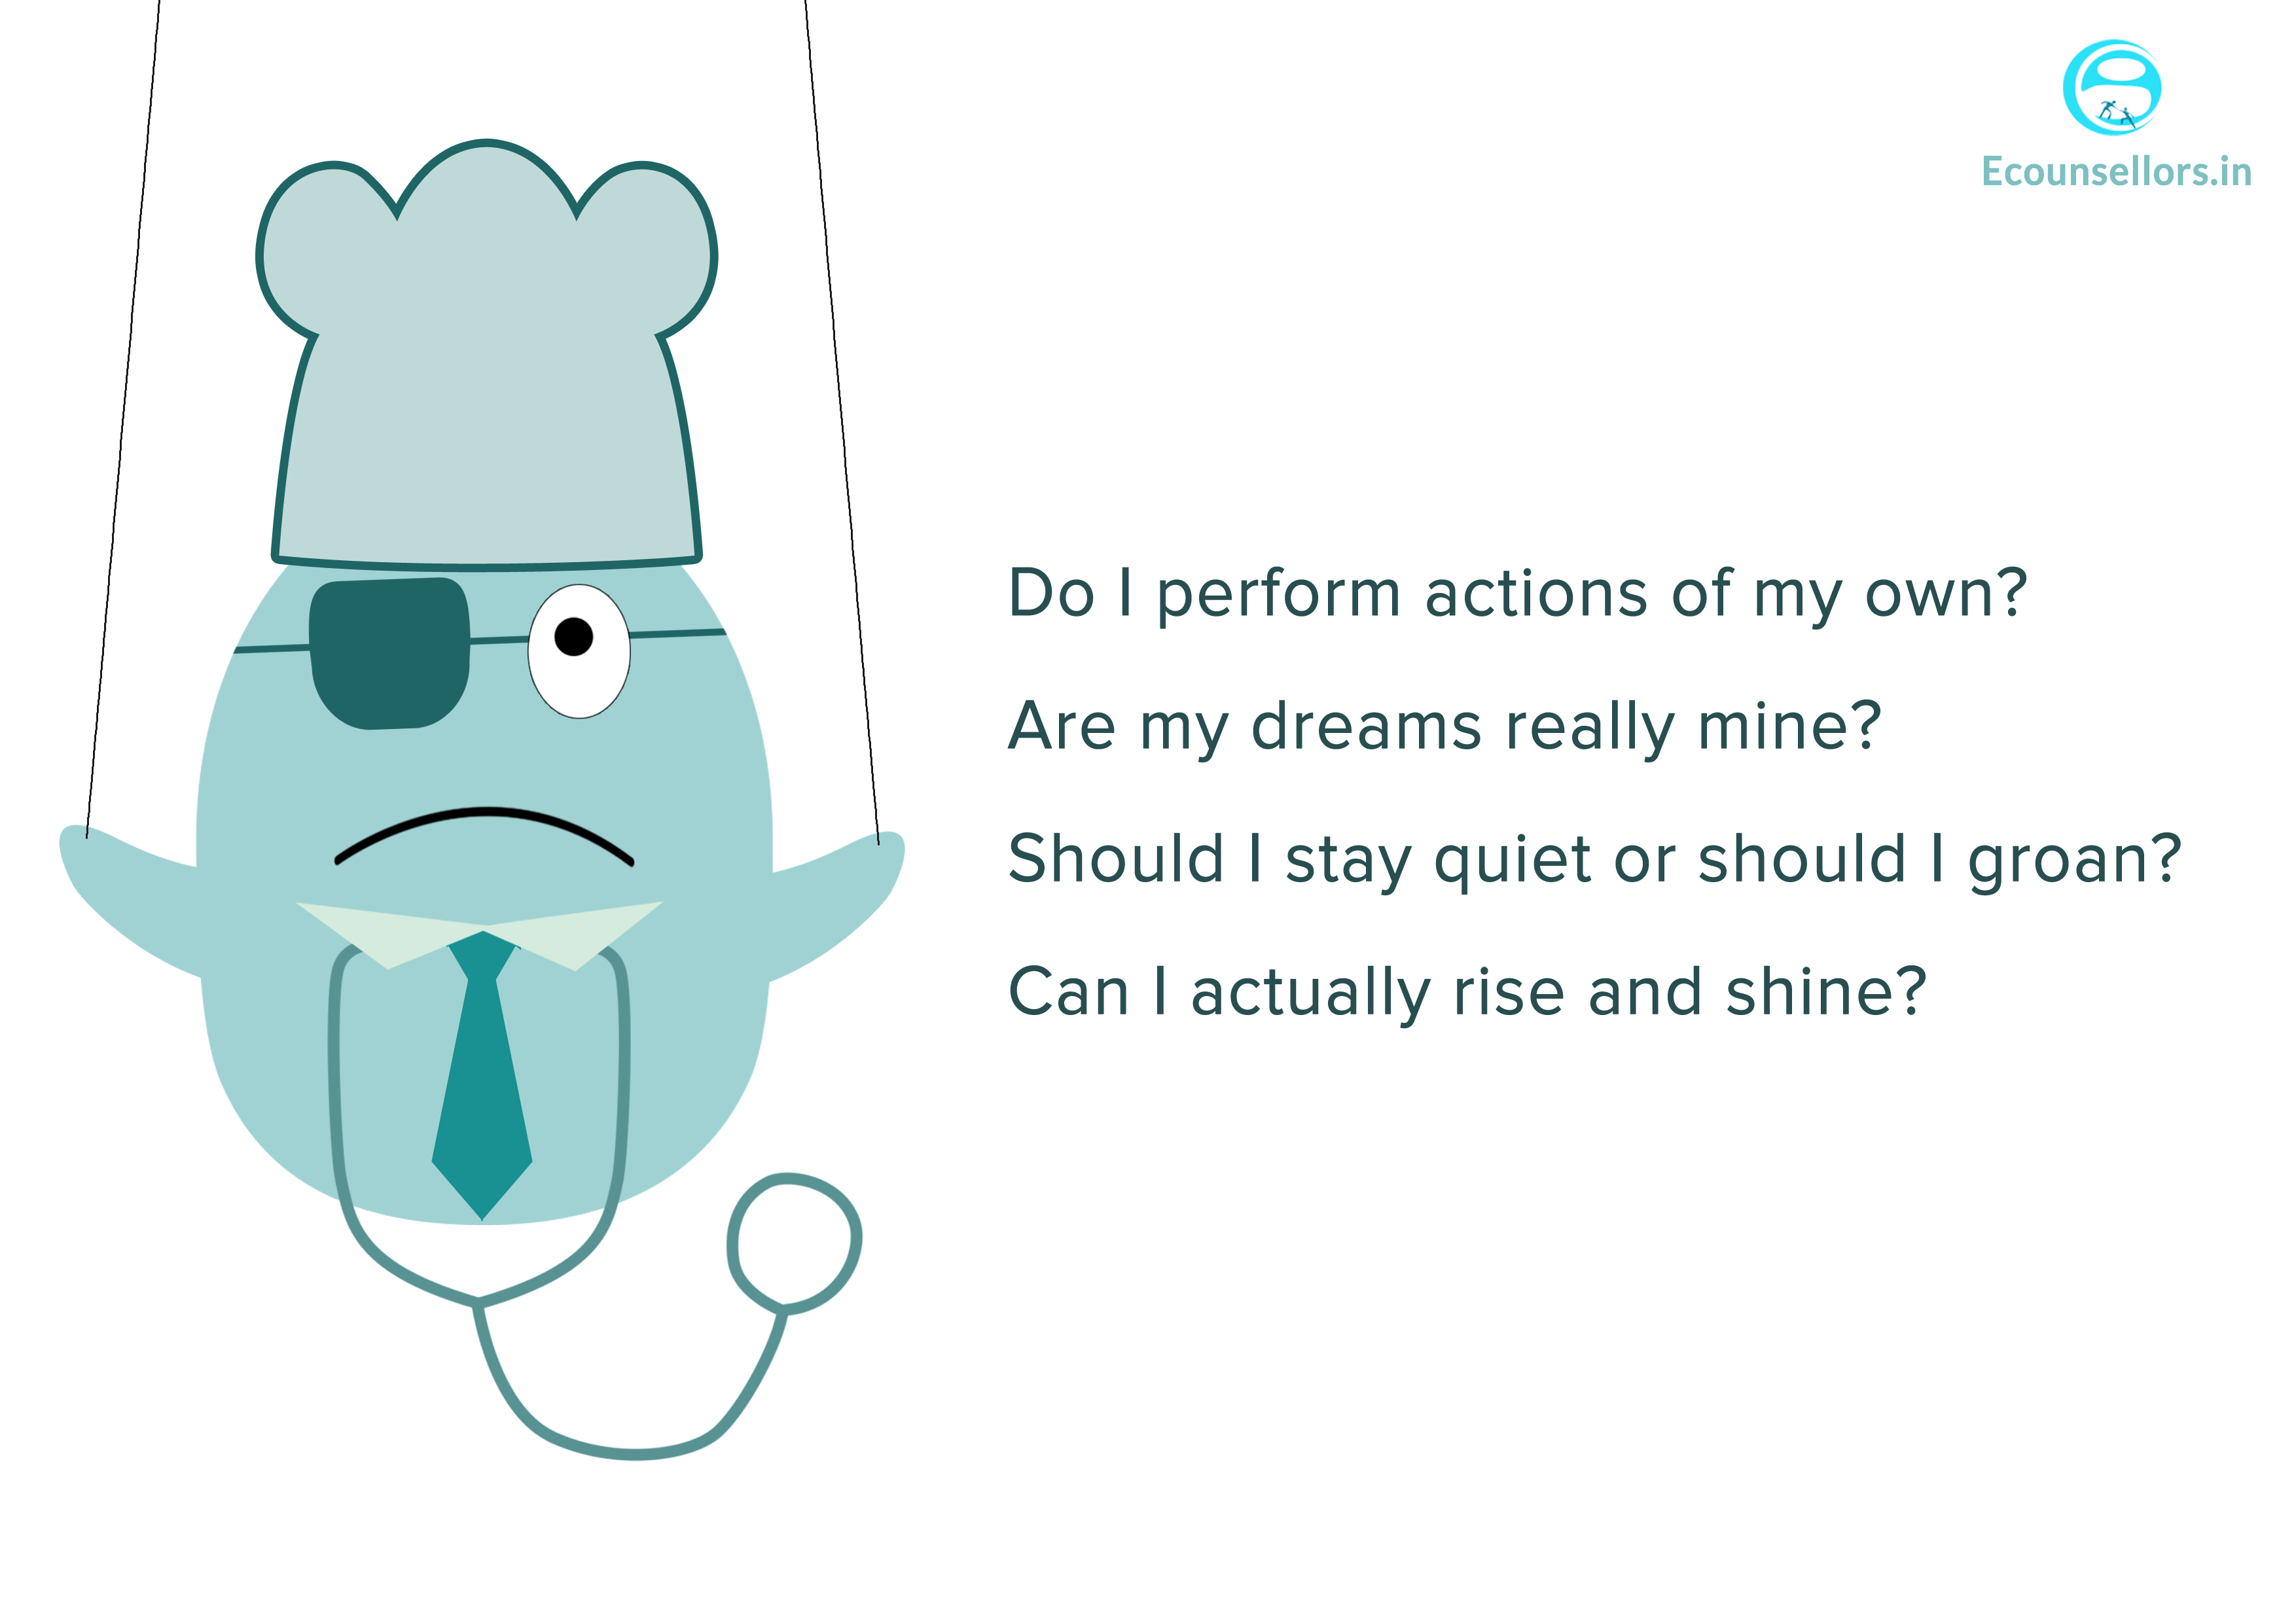 Ecounsellors.in
Do I perform actions of my own?
Are my dreams really mine?
Should I stay quiet or should I groan?
Can I actually rise and shine?